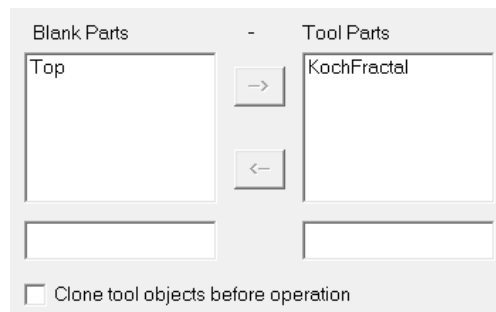 Blank Parts - Tool Parts
Top KochFractal
-->
<--
Clone tool objects before operation